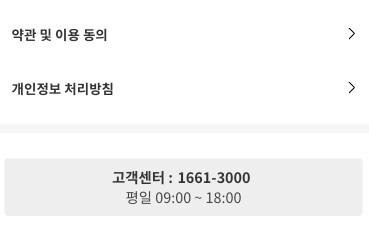 약관 및 이용 동의
개인정보 처리방침
고객센터 : 1661-3000
평일 09:00 ~ 18:00